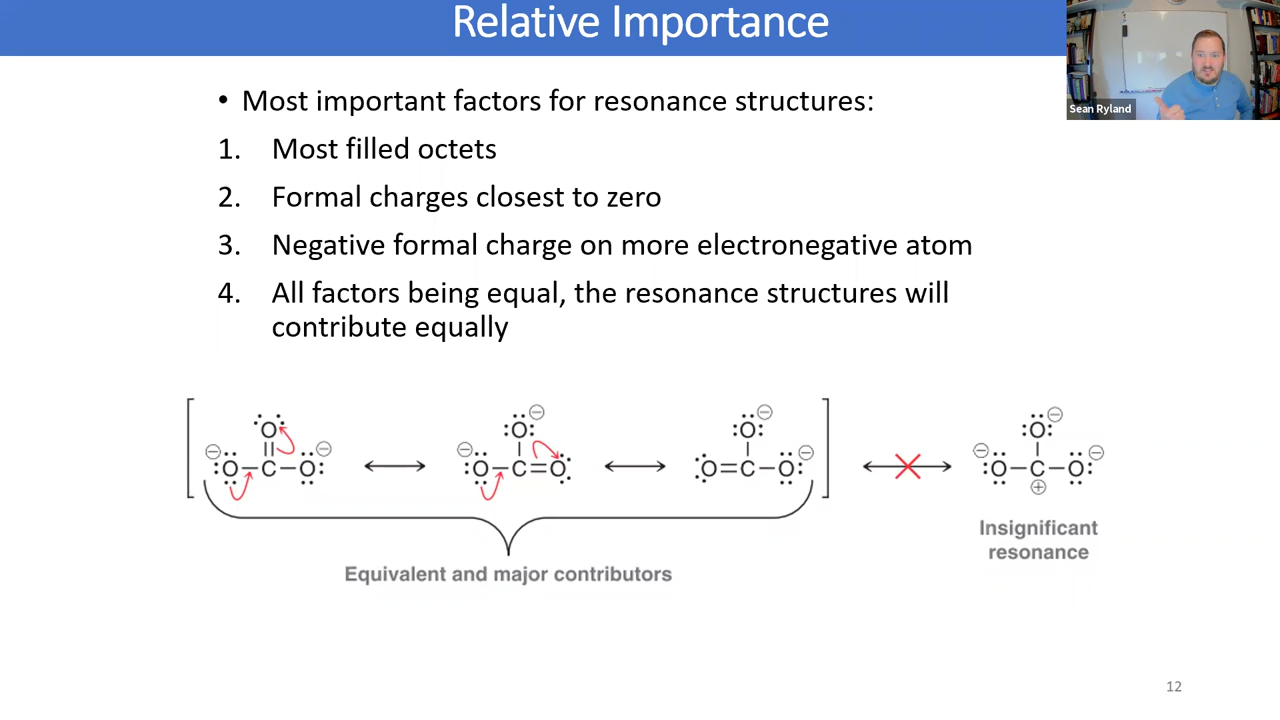 Relative Importance
Sean Ryland
• Most important factors for resonance structures:
1. Most filled octets
2. Formal charges closest to zero
3. Negative formal charge on more electronegative atom
4. All factors being equal, the resonance structures will
contribute equally
O O O O
⊖ O – C – O ⊖ ⊖ O – C = O O = C – O ⊖ ⊖ O – C – O ⊖
⊕
Insignificant
resonance
Equivalent and major contributors
12